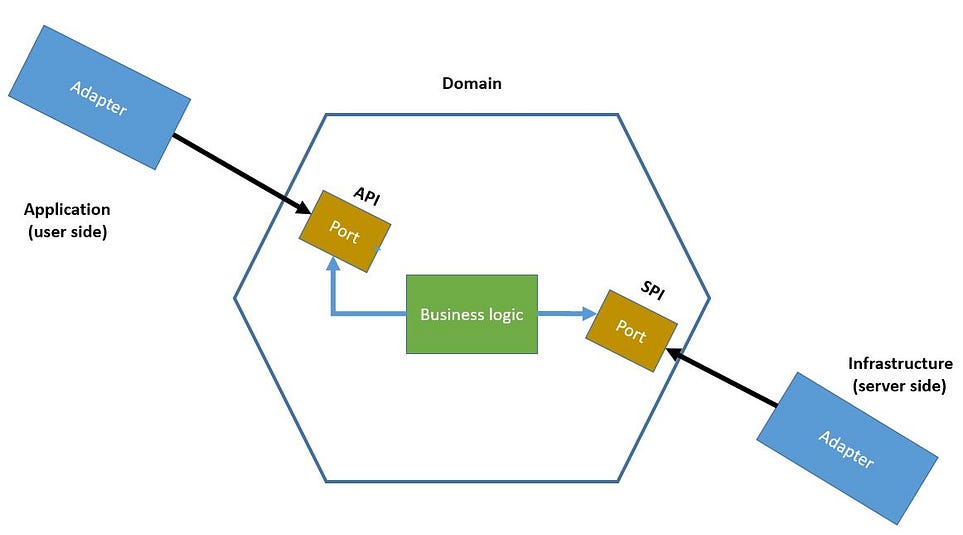 Domain
Adapter
Application
(user side)
API
Port
Business logic
SPI
Port
Infrastructure
(server side)
Adapter